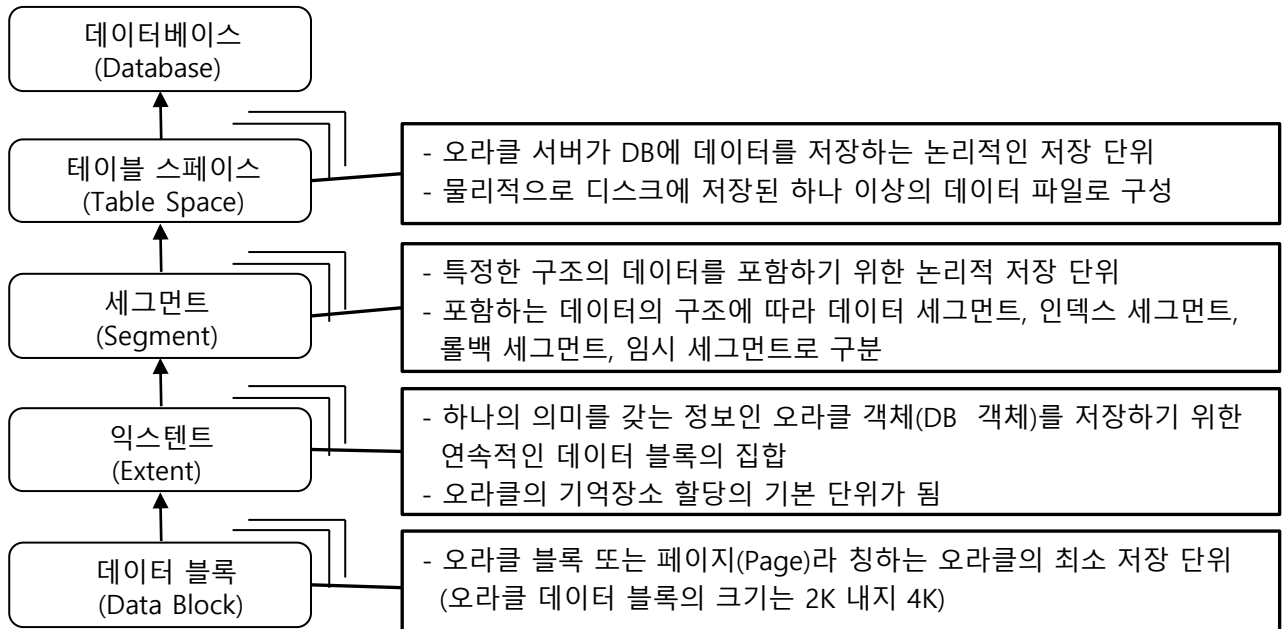 데이터베이스
(Database)
테이블 스페이스
(Table Space)
- 오라클 서버가 DB에 데이터를 저장하는 논리적인 저장 단위
- 물리적으로 디스크에 저장된 하나 이상의 데이터 파일로 구성
세그먼트
(Segment)
- 특정한 구조의 데이터를 포함하기 위한 논리적 저장 단위
- 포함하는 데이터의 구조에 따라 데이터 세그먼트, 인덱스 세그먼트,
롤백 세그먼트, 임시 세그먼트로 구분
익스텐트
(Extent)
- 하나의 의미를 갖는 정보인 오라클 객체(DB 객체)를 저장하기 위한
연속적인 데이터 블록의 집합
- 오라클의 기억장소 할당의 기본 단위가 됨
데이터 블록
(Data Block)
- 오라클 블록 또는 페이지(Page)라 칭하는 오라클의 최소 저장 단위
(오라클 데이터 블록의 크기는 2K 내지 4K)